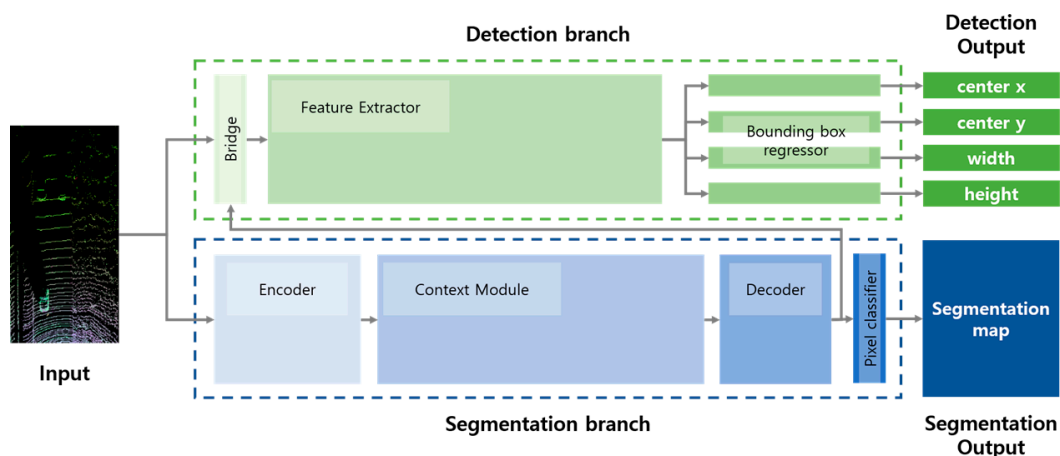 Detection branch
Detection
Output
Feature Extractor
Bridge
Bounding box
regressor
center x
center y
width
height
Input
Encoder
Context Module
Decoder
Pixel classifier
Segmentation
map
Segmentation branch
Segmentation
Output